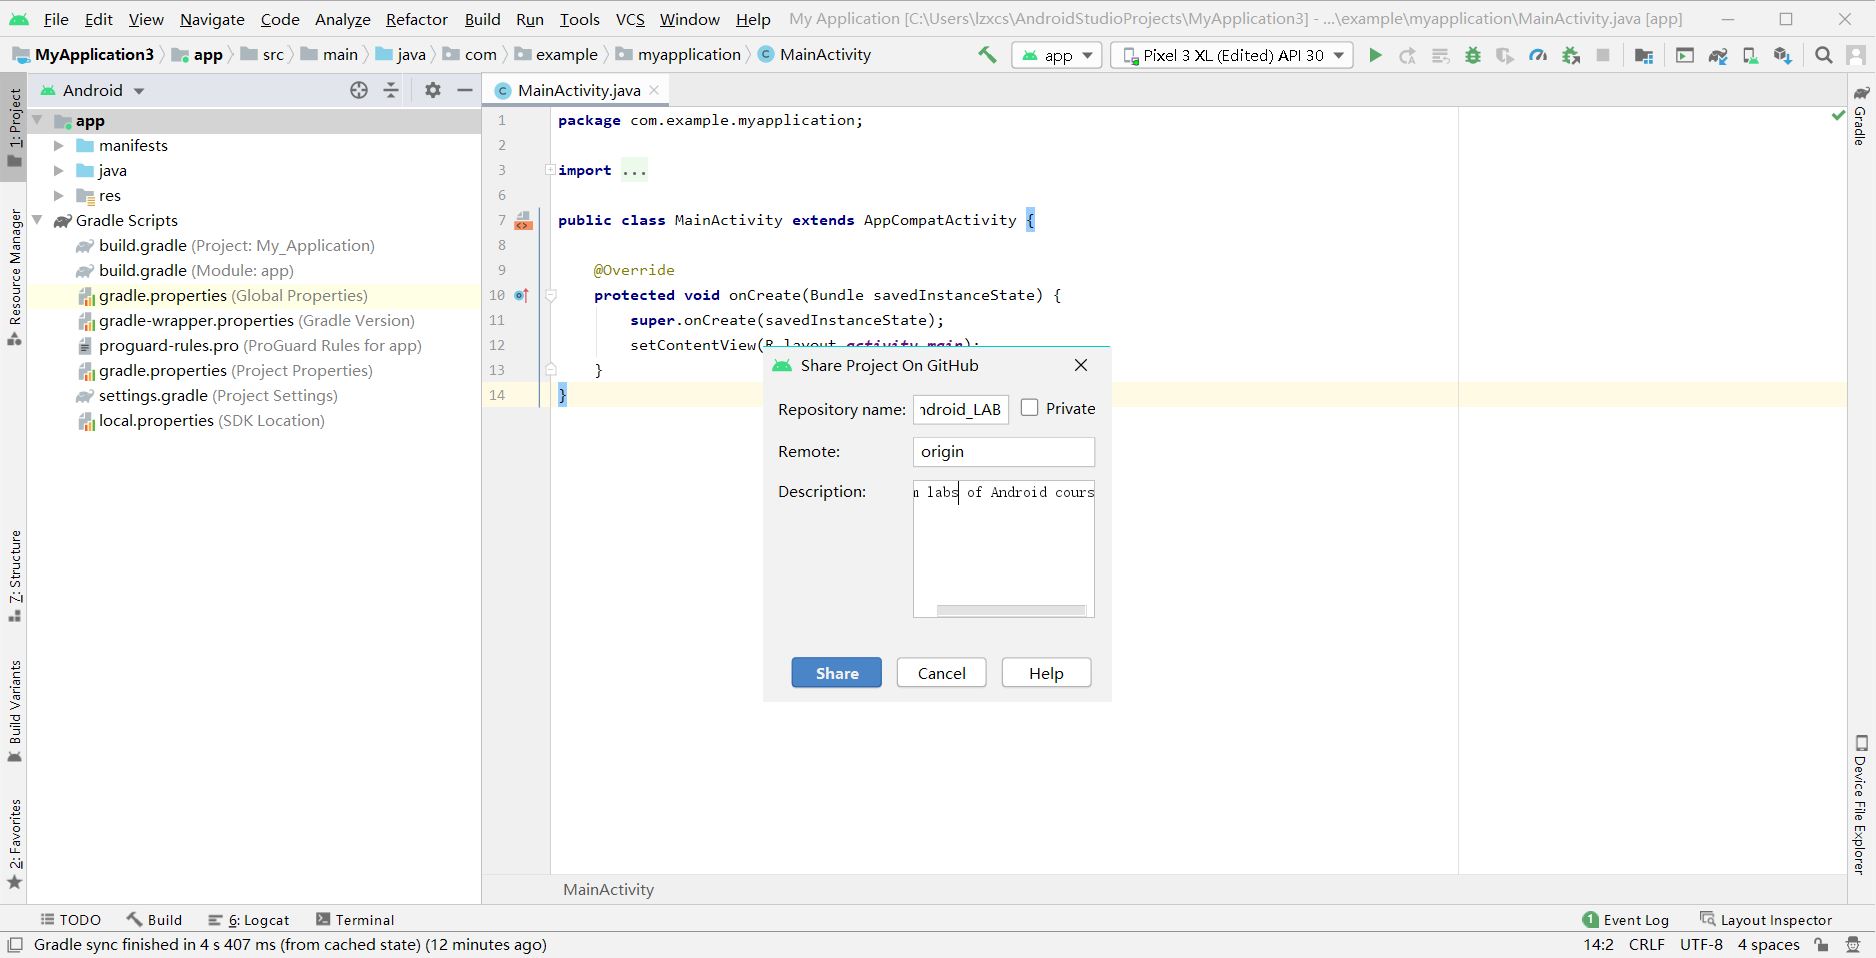 File Edit View Navigate Code Analyze Refactor Build Run Tools VCS Window Help My Application [C:\Users\lzxcs\AndroidStudioProjects\MyApplication3] - ...\example\myapplication\MainActivity.java [app]
MyApplication3 app src main java com example myapplication MainActivity app Pixel 3 XL (Edited) API 30
1: Project
Resource Manager
7: Structure
Build Variants
2: Favorites
Android
app
manifests
java
res
Gradle Scripts
build.gradle (Project: My_Application)
build.gradle (Module: app)
gradle.properties (Global Properties)
gradle-wrapper.properties (Gradle Version)
proguard-rules.pro (ProGuard Rules for app)
gradle.properties (Project Properties)
settings.gradle (Project Settings)
local.properties (SDK Location)
MainActivity.java
1 package com.example.myapplication;
2
3 import ...
6
7 public class MainActivity extends AppCompatActivity {
8
9 @Override
10 protected void onCreate(Bundle savedInstanceState) {
11 super.onCreate(savedInstanceState);
12 setContentView(R.layout.activity_main);
13 }
14 }
Share Project On GitHub
Repository name: ndroid_LAB Private
Remote: origin
Description: labs of Android cours
Share Cancel Help
MainActivity
Gradle
Device File Explorer
TODO Build 6: Logcat Terminal 1 Event Log Layout Inspector
Gradle sync finished in 4 s 407 ms (from cached state) (12 minutes ago) 14:2 CRLF UTF-8 4 spaces